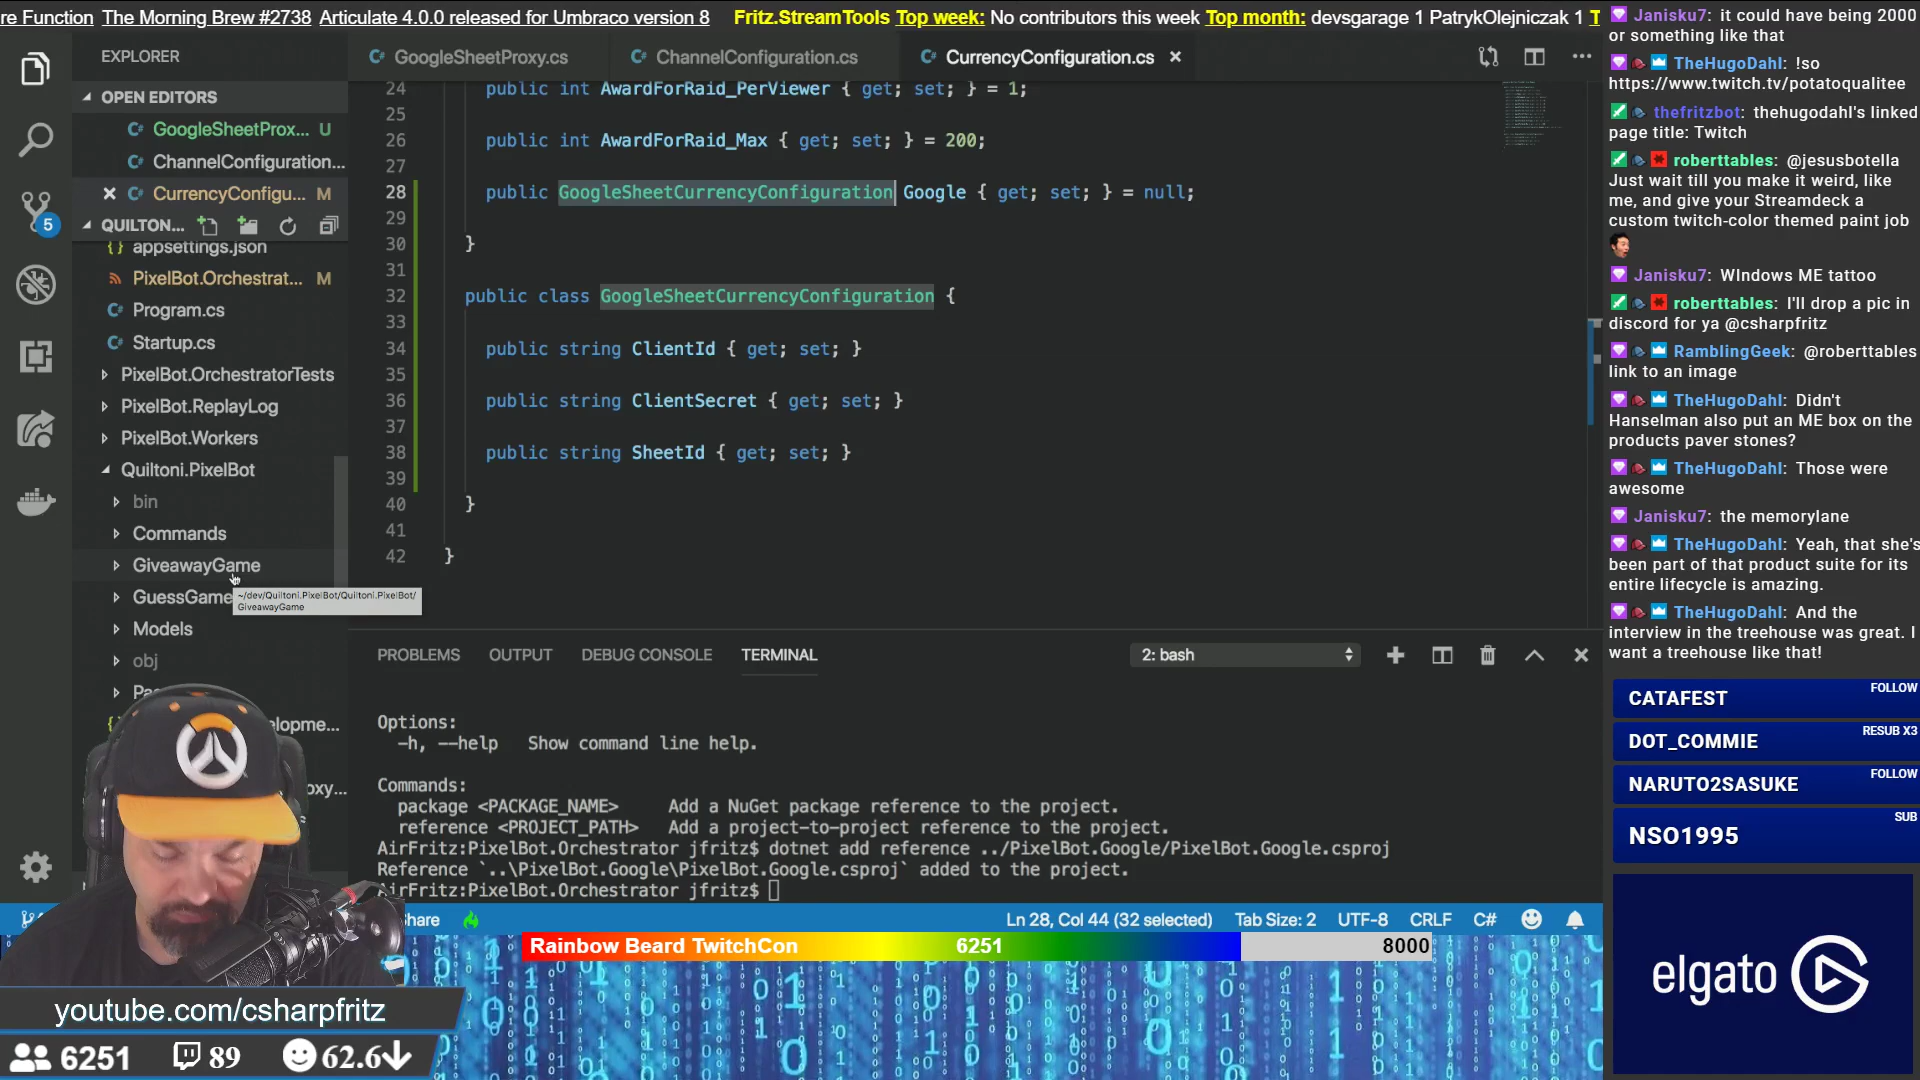 re Function The Morning Brew #2738 Articulate 4.0.0 released for Umbraco version 8 Fritz.StreamTools Top week: No contributors this week Top month: devsgarage 1 PatrykOlejniczak 1
EXPLORER
OPEN EDITORS
GoogleSheetProx... U
ChannelConfiguration...
CurrencyConfigu... M
QUILTON...
appsettings.json
PixelBot.Orchestrat... M
Program.cs
Startup.cs
PixelBot.OrchestratorTests
PixelBot.ReplayLog
PixelBot.Workers
Quiltoni.PixelBot
bin
Commands
GiveawayGame
GuessGame
~/dev/Quiltoni.PixelBot/Quiltoni.PixelBot/
GiveawayGame
Models
obj
Pa
elopme...
oxy...
5
GoogleSheetProxy.cs
ChannelConfiguration.cs
CurrencyConfiguration.cs
24 public int AwardForRaid_PerViewer { get; set; } = 1;
25
26 public int AwardForRaid_Max { get; set; } = 200;
27
28 public GoogleSheetCurrencyConfiguration Google { get; set; } = null;
29
30 }
31
32 public class GoogleSheetCurrencyConfiguration {
33
34 public string ClientId { get; set; }
35
36 public string ClientSecret { get; set; }
37
38 public string SheetId { get; set; }
39
40 }
41
42 }
PROBLEMS OUTPUT DEBUG CONSOLE TERMINAL
2: bash
Options:
-h, --help Show command line help.
Commands:
package <PACKAGE_NAME> Add a NuGet package reference to the project.
reference <PROJECT_PATH> Add a project-to-project reference to the project.
AirFritz:PixelBot.Orchestrator jfritz$ dotnet add reference ../PixelBot.Google/PixelBot.Google.csproj
Reference `..\PixelBot.Google\PixelBot.Google.csproj` added to the project.
AirFritz:PixelBot.Orchestrator jfritz$
hare
Ln 28, Col 44 (32 selected) Tab Size: 2 UTF-8 CRLF C#
Rainbow Beard TwitchCon 6251 8000
youtube.com/csharpfritz
6251 89 62.6
Janisku7: it could have being 2000
or something like that
TheHugoDahl: !so
https://www.twitch.tv/potatoqualitee
thefritzbot: thehugodahl's linked
page title: Twitch
roberttables: @jesusbotella
Just wait till you make it weird, like
me, and give your Streamdeck a
custom twitch-color themed paint job
Janisku7: WIndows ME tattoo
roberttables: I'll drop a pic in
discord for ya @csharpfritz
RamblingGeek: @roberttables
link to an image
TheHugoDahl: Didn't
Hanselman also put an ME box on the
products paver stones?
TheHugoDahl: Those were
awesome
Janisku7: the memorylane
TheHugoDahl: Yeah, that she's
been part of that product suite for its
entire lifecycle is amazing.
TheHugoDahl: And the
interview in the treehouse was great. I
want a treehouse like that!
CATAFEST FOLLOW
DOT_COMMIE RESUB X3
NARUTO2SASUKE FOLLOW
NSO1995 SUB
elgato